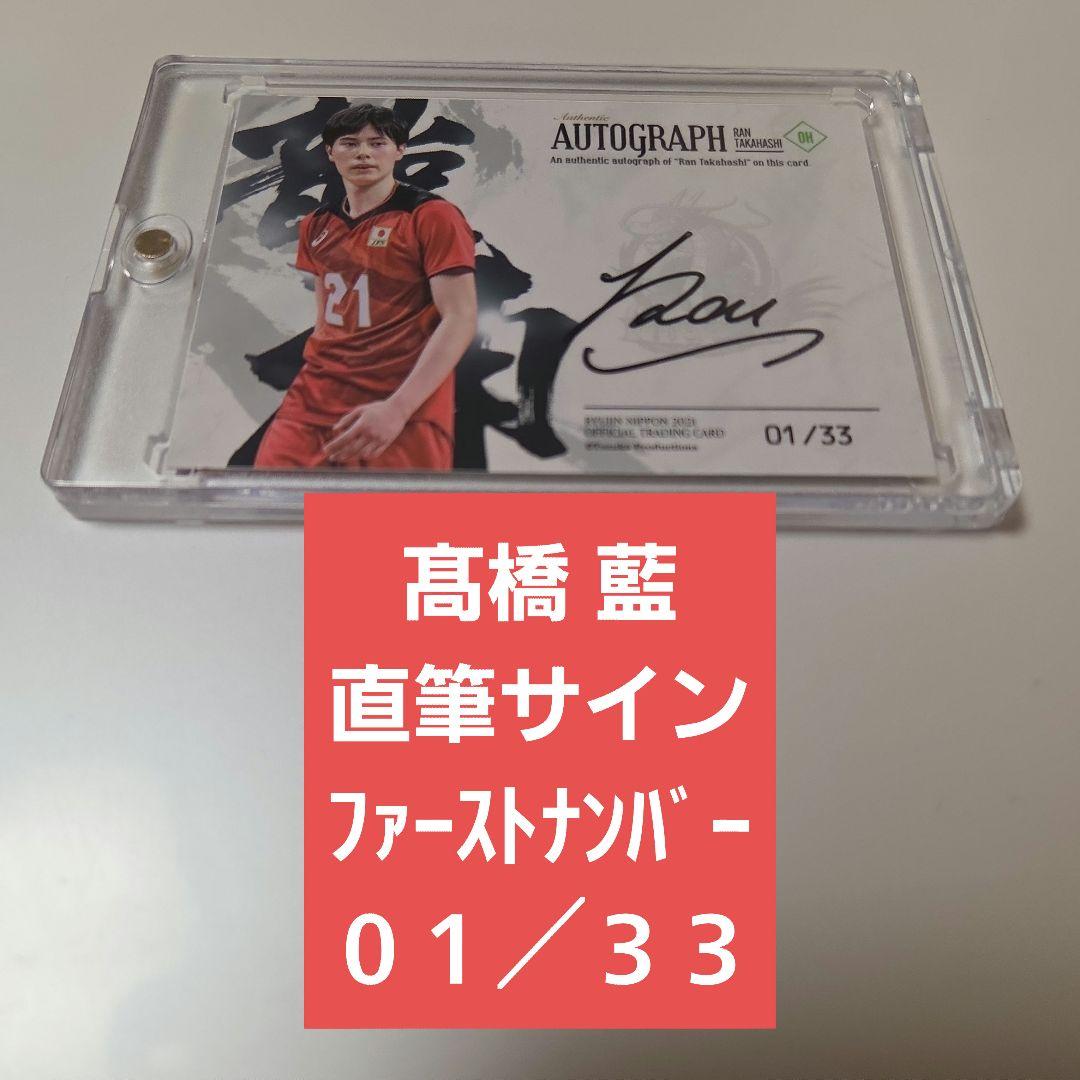 Authentic
AUTOGRAPH RAN TAKAHASHI OH
An authentic autograph of "Ran Takahashi" on this card.
JPN
21
Ran
RYUJIN NIPPON 2021
OFFICIAL TRADING CARD
01/33
髙橋 藍
直筆サイン
ﾌｧｰｽﾄﾅﾝﾊﾞｰ
０１／３３